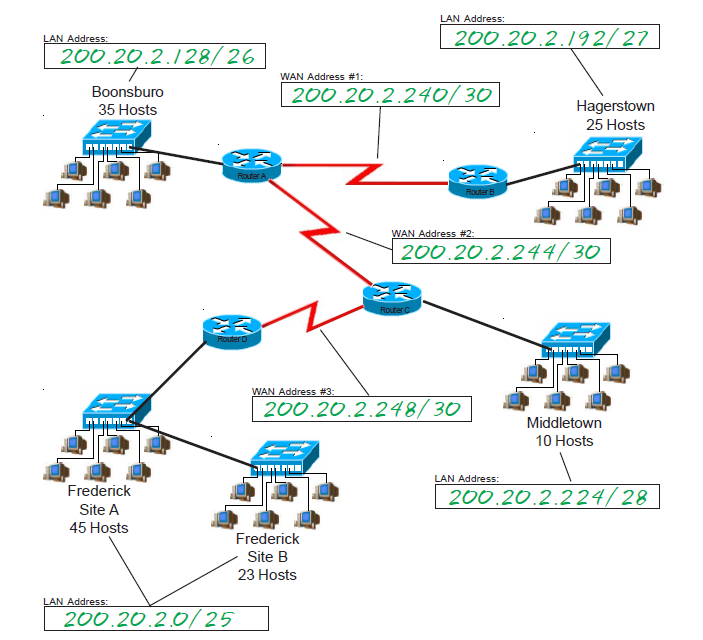 LAN Address:
200.20.2.192/27
LAN Address:
200.20.2.128/26
WAN Address #1:
200.20.2.240/30
Boonsburo
35 Hosts
Hagerstown
25 Hosts
Router A
Router B
WAN Address #2:
200.20.2.244/30
Router C
Router D
WAN Address #3:
200.20.2.248/30
Middletown
10 Hosts
LAN Address:
200.20.2.224/28
Frederick
Site A
45 Hosts
Frederick
Site B
23 Hosts
LAN Address:
200.20.2.0/25